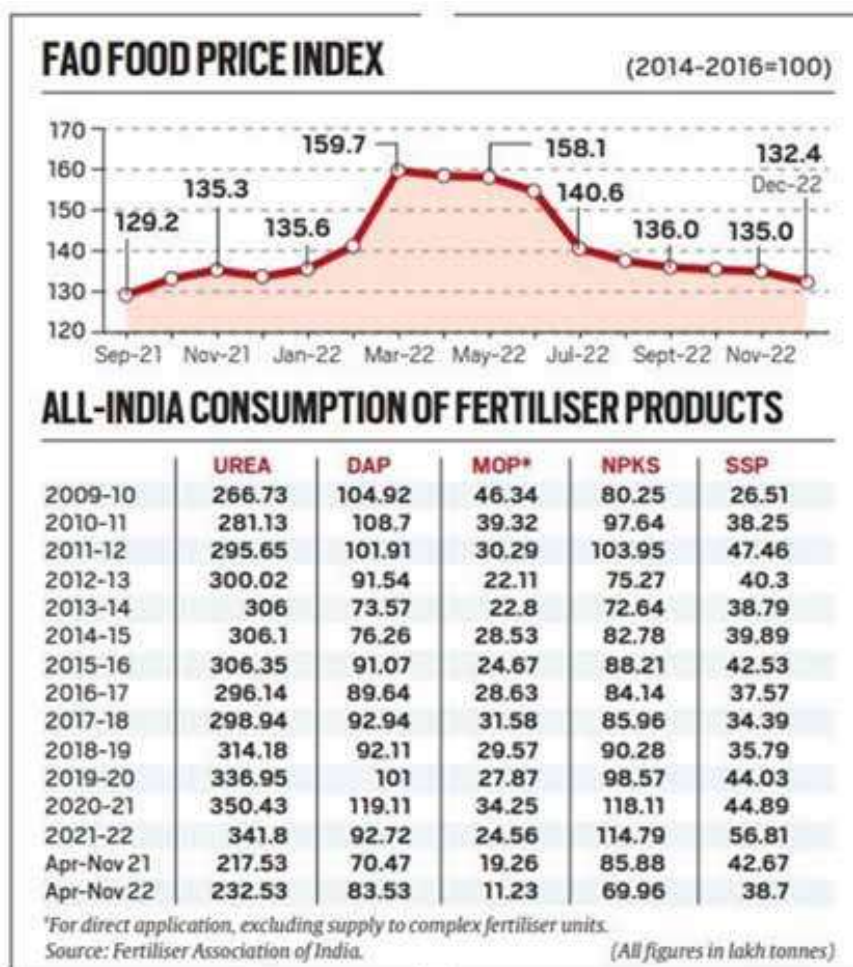 FAO FOOD PRICE INDEX (2014-2016=100)
170
160
150
140
130
120
129.2
135.3
135.6
159.7
158.1
140.6
136.0
135.0
132.4
Dec-22
Sep-21 Nov-21 Jan-22 Mar-22 May-22 Jul-22 Sept-22 Nov-22
ALL-INDIA CONSUMPTION OF FERTILISER PRODUCTS
UREA DAP MOP* NPKS SSP
2009-10 266.73 104.92 46.34 80.25 26.51
2010-11 281.13 108.7 39.32 97.64 38.25
2011-12 295.65 101.91 30.29 103.95 47.46
2012-13 300.02 91.54 22.11 75.27 40.3
2013-14 306 73.57 22.8 72.64 38.79
2014-15 306.1 76.26 28.53 82.78 39.89
2015-16 306.35 91.07 24.67 88.21 42.53
2016-17 296.14 89.64 28.63 84.14 37.57
2017-18 298.94 92.94 31.58 85.96 34.39
2018-19 314.18 92.11 29.57 90.28 35.79
2019-20 336.95 101 27.87 98.57 44.03
2020-21 350.43 119.11 34.25 118.11 44.89
2021-22 341.8 92.72 24.56 114.79 56.81
Apr-Nov 21 217.53 70.47 19.26 85.88 42.67
Apr-Nov 22 232.53 83.53 11.23 69.96 38.7
*For direct application, excluding supply to complex fertiliser units.
Source: Fertiliser Association of India. (All figures in lakh tonnes)